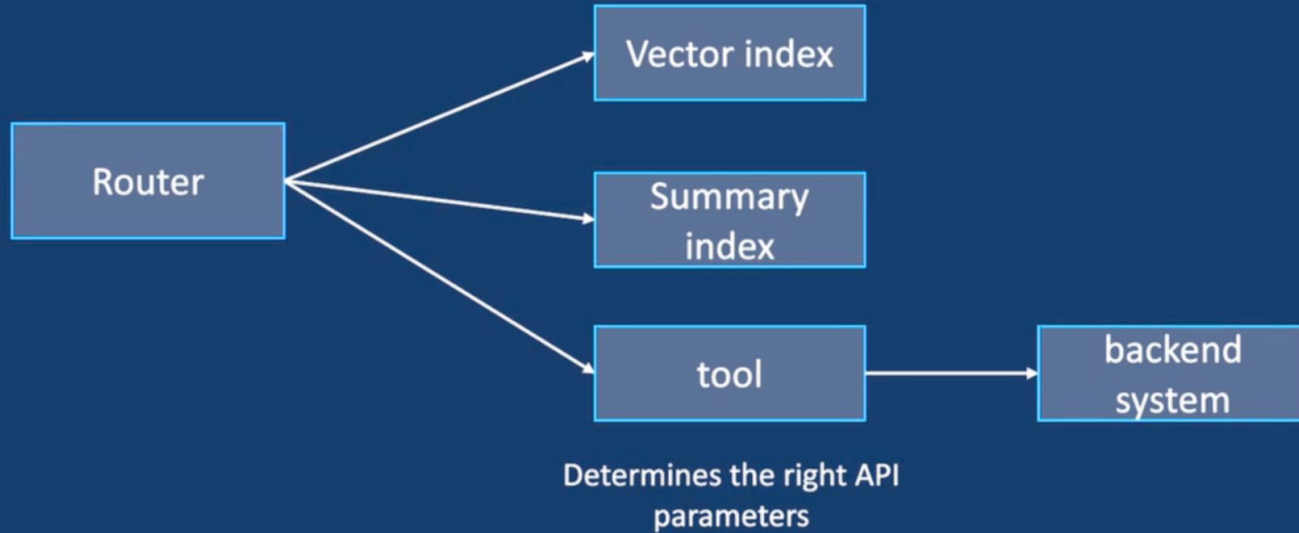 Vector index
Router
Summary
index
tool
backend
system
Determines the right API
parameters